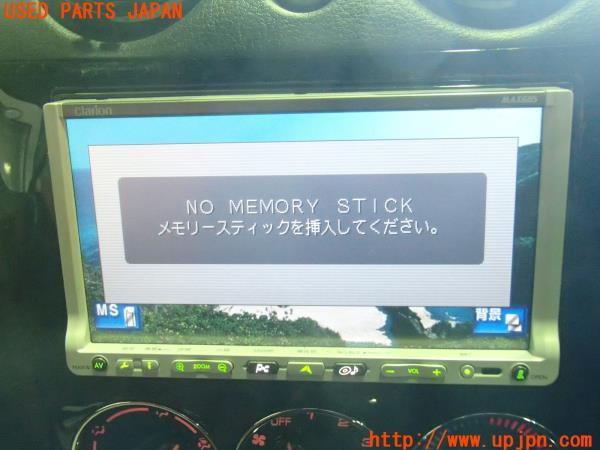 USED PARTS JAPAN
clarion
MAX685
NO MEMORY STICK
メモリースティックを挿入してください。
MS
背景
AV
ZOOM
P·c
VOL
OPEN
OFF
http://www.upjpn.com